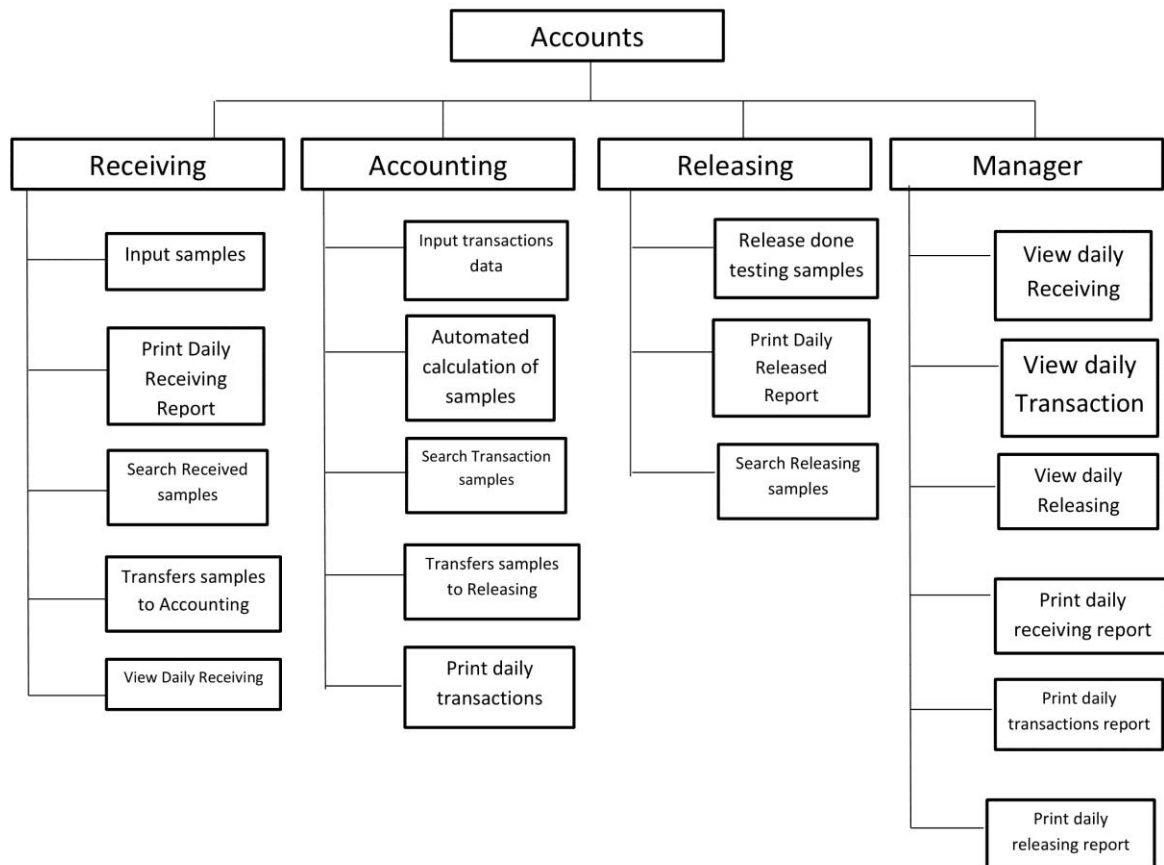 Accounts
Receiving
Accounting
Releasing
Manager
Input samples
Print Daily
Receiving
Report
Search Received
samples
Transfers samples
to Accounting
View Daily Receiving
Input transactions
data
Automated
calculation of
samples
Search Transaction
samples
Transfers samples
to Releasing
Print daily
transactions
Release done
testing samples
Print Daily
Released
Report
Search Releasing
samples
View daily
Receiving
View daily
Transaction
View daily
Releasing
Print daily
receiving report
Print daily
transactions report
Print daily
releasing report